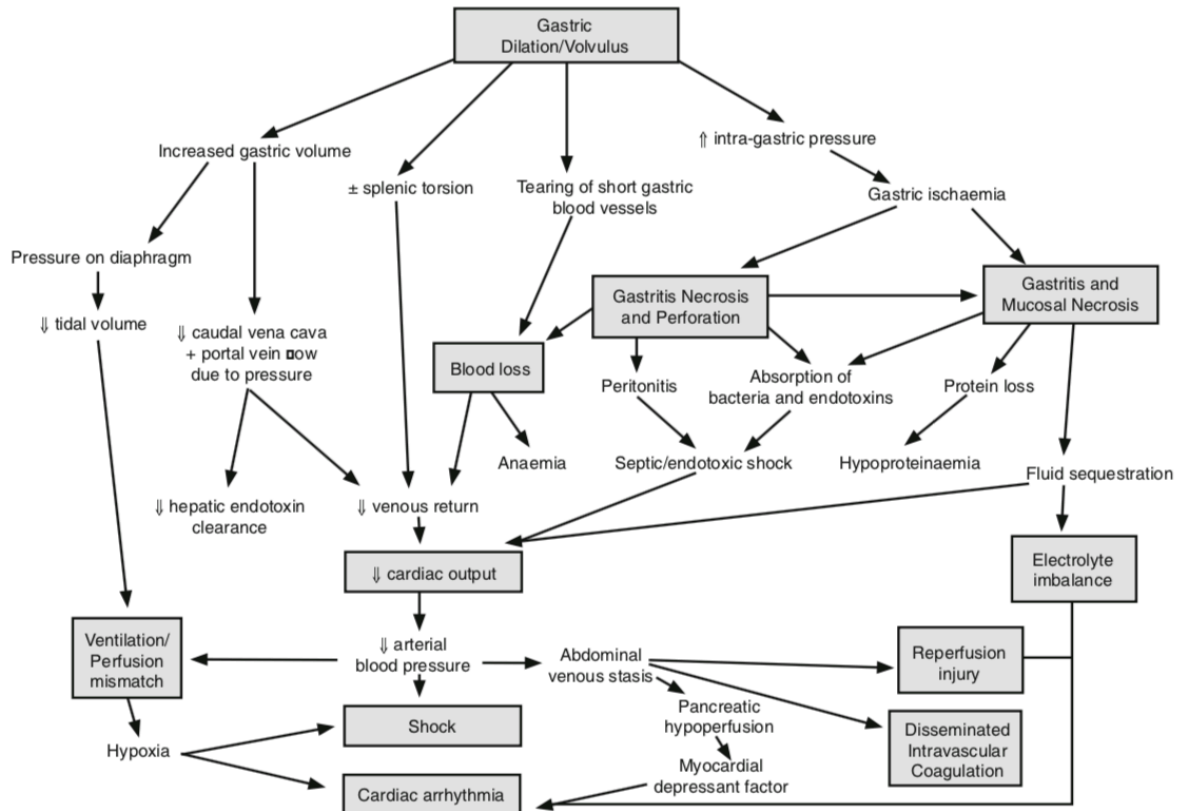 Gastric
Dilation/Volvulus
⇑ intra-gastric pressure
Increased gastric volume
± splenic torsion
Tearing of short gastric
blood vessels
Gastric ischaemia
Pressure on diaphragm
Gastritis Necrosis
and Perforation
Gastritis and
Mucosal Necrosis
⇓ tidal volume
⇓ caudal vena cava
+ portal vein ow
due to pressure
Blood loss
Peritonitis
Absorption of
bacteria and endotoxins
Protein loss
Anaemia
Septic/endotoxic shock
Hypoproteinaemia
Fluid sequestration
⇓ hepatic endotoxin
clearance
⇓ venous return
⇓ cardiac output
Electrolyte
imbalance
Ventilation/
Perfusion
mismatch
⇓ arterial
blood pressure
Abdominal
venous stasis
Reperfusion
injury
Pancreatic
hypoperfusion
Shock
Disseminated
Intravascular
Coagulation
Hypoxia
Myocardial
depressant factor
Cardiac arrhythmia